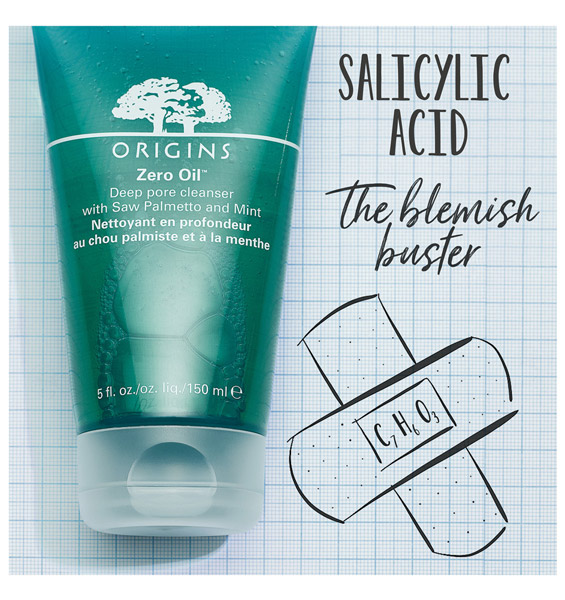 ORIGINS
Zero Oil™
Deep pore cleanser
with Saw Palmetto and Mint
Nettoyant en profondeur
au chou palmiste et à la menthe
5 fl. oz./oz. liq./150 ml ℮
SALICYLIC
ACID
The blemish
buster
C₇H₆O₃